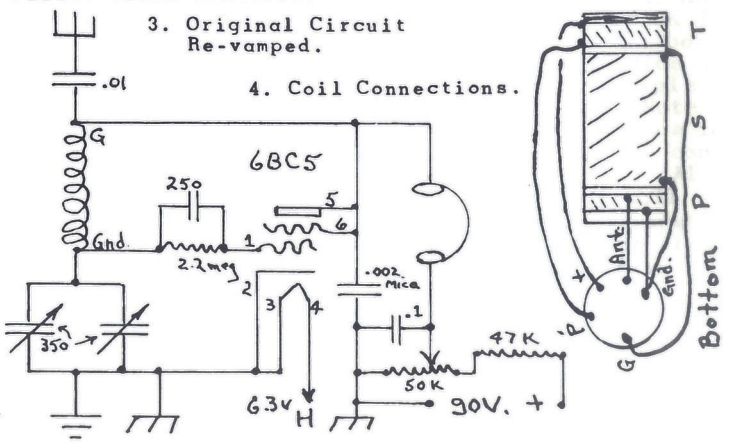 3. Original Circuit
Re-vamped.
4. Coil Connections.
.01
G
6BC5
250
5
6
Gnd.
1
2.2meg
2
3
4
.002
Mica
.1
350
47K
50K
6.3v
H
90V. +
T
S
P
Ant.
Gnd.
+
P
G
Bottom